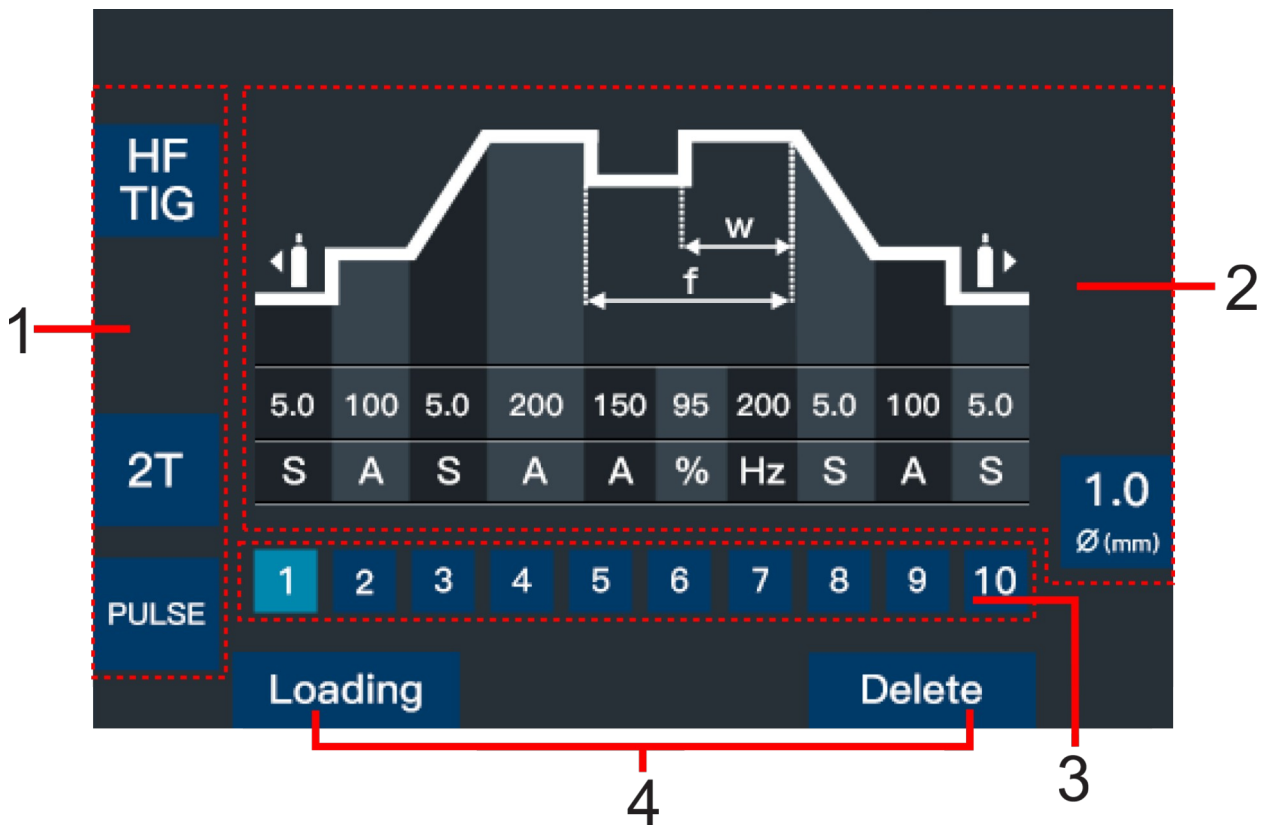 HF
TIG
w
f
1
2
5.0 100 5.0 200 150 95 200 5.0 100 5.0
2T
S A S A A % Hz S A S
1.0
Ø (mm)
1 2 3 4 5 6 7 8 9 10
PULSE
Loading Delete
3
4